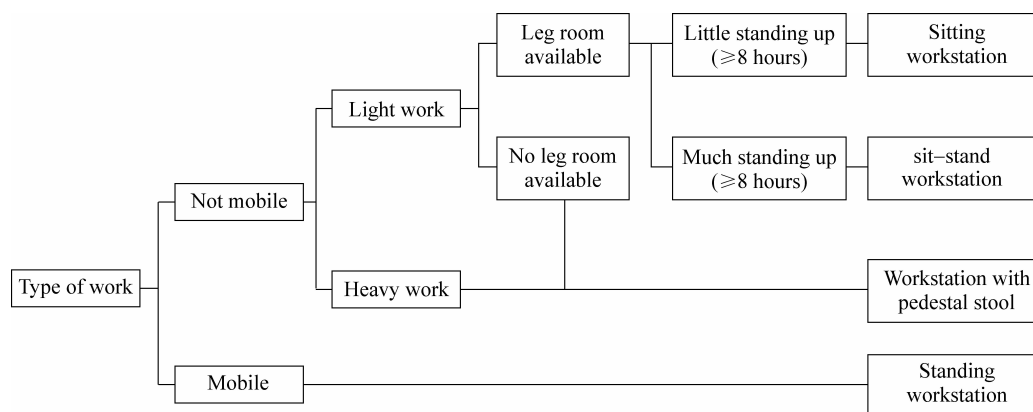 Leg room
available
Little standing up
(⩾8 hours)
Sitting
workstation
Light work
No leg room
available
Much standing up
(⩾8 hours)
sit−stand
workstation
Not mobile
Type of work
Heavy work
Workstation with
pedestal stool
Mobile
Standing
workstation